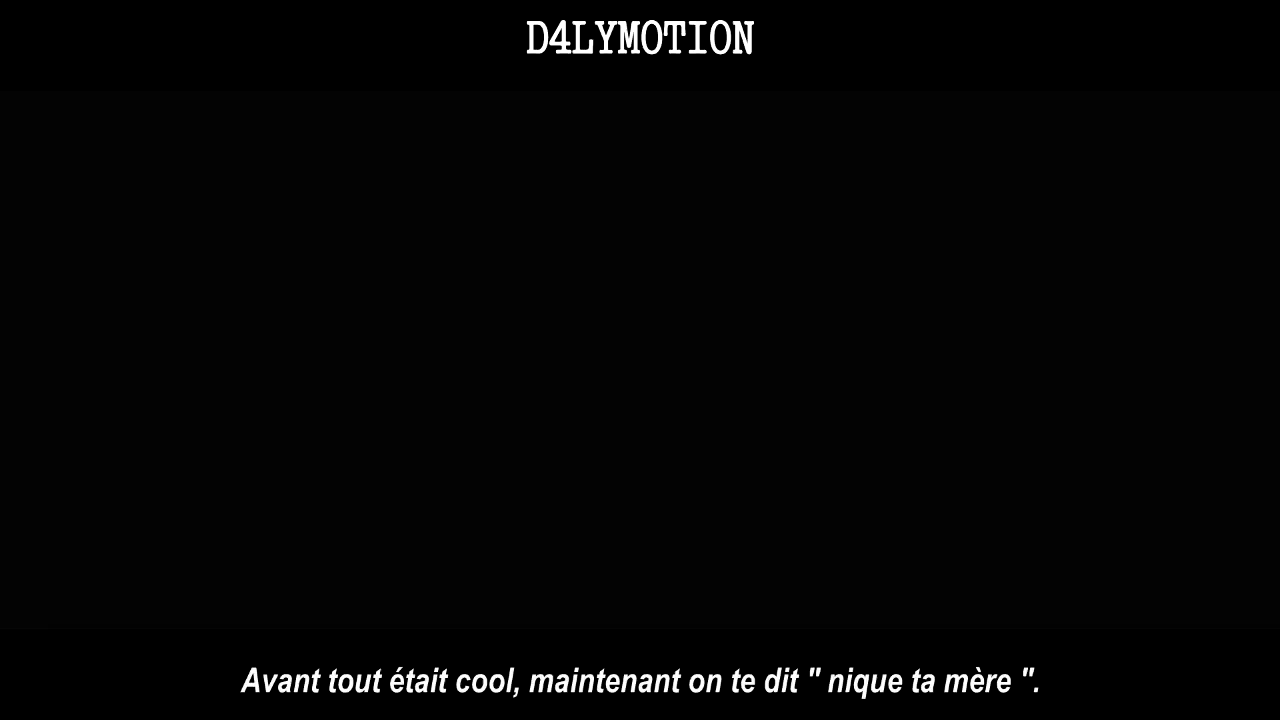 D4LYMOTION
Avant tout était cool, maintenant on te dit " nique ta mère ".